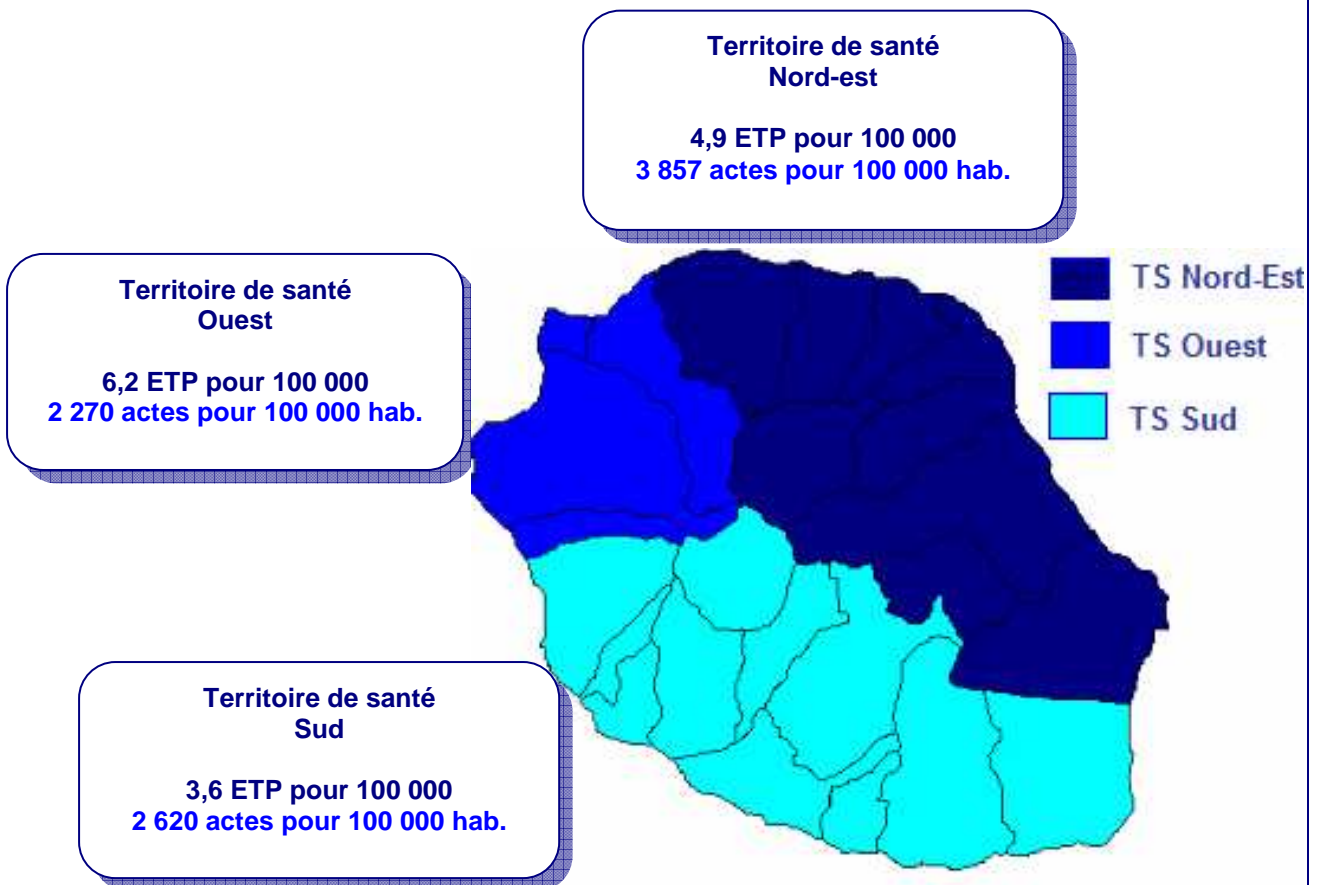 Territoire de santé
Nord-est
4,9 ETP pour 100 000
3 857 actes pour 100 000 hab.
Territoire de santé
Ouest
6,2 ETP pour 100 000
2 270 actes pour 100 000 hab.
TS Nord-Est
TS Ouest
TS Sud
Territoire de santé
Sud
3,6 ETP pour 100 000
2 620 actes pour 100 000 hab.